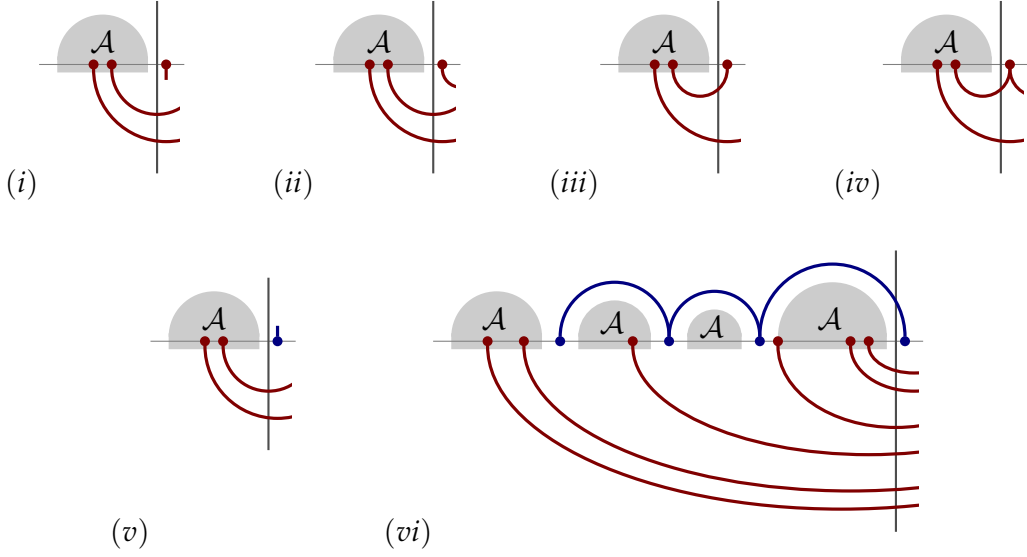 𝒜 𝒜 𝒜 𝒜
(i) (ii) (iii) (iv)
𝒜 𝒜 𝒜 𝒜 𝒜
(v) (vi)